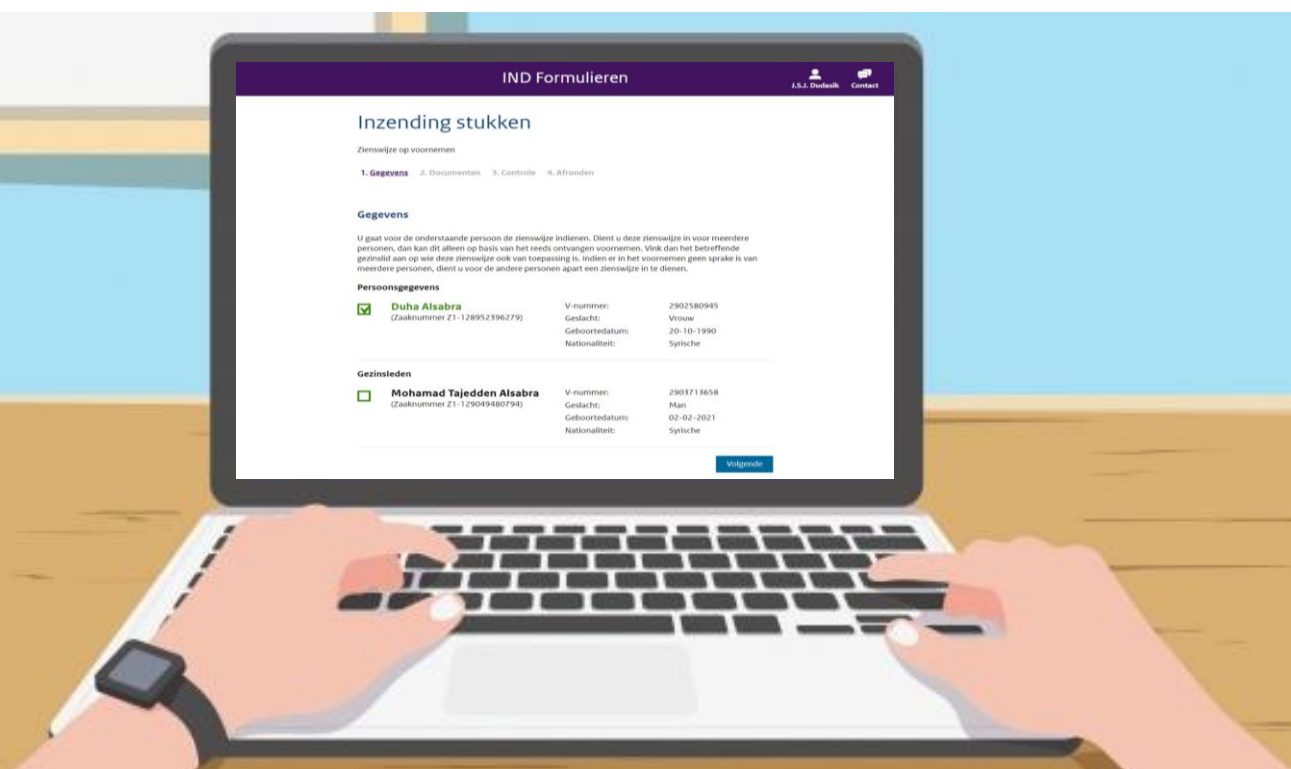 IND Formulieren
J.S.J. Dudasik Contact
Inzending stukken
Zienswijze op voornemen
1. Gegevens 2. Documenten 3. Controle 4. Afronden
Gegevens
U gaat voor de onderstaande persoon de zienswijze indienen. Dient u deze zienswijze in voor meerdere
personen, dan kan dit alleen op basis van het reeds ontvangen voornemen. Vink dan het betreffende
gezinslid aan op wie deze zienswijze ook van toepassing is. Indien er in het voornemen geen sprake is van
meerdere personen, dient u voor de andere personen apart een zienswijze in te dienen.
Persoonsgegevens
Duha Alsabra
(Zaaknummer Z1-128952396279)
V-nummer: 2902580945
Geslacht: Vrouw
Geboortedatum: 20-10-1990
Nationaliteit: Syrische
Gezinsleden
Mohamad Tajedden Alsabra
(Zaaknummer Z1-129049480794)
V-nummer: 2903713658
Geslacht: Man
Geboortedatum: 02-02-2021
Nationaliteit: Syrische
Volgende